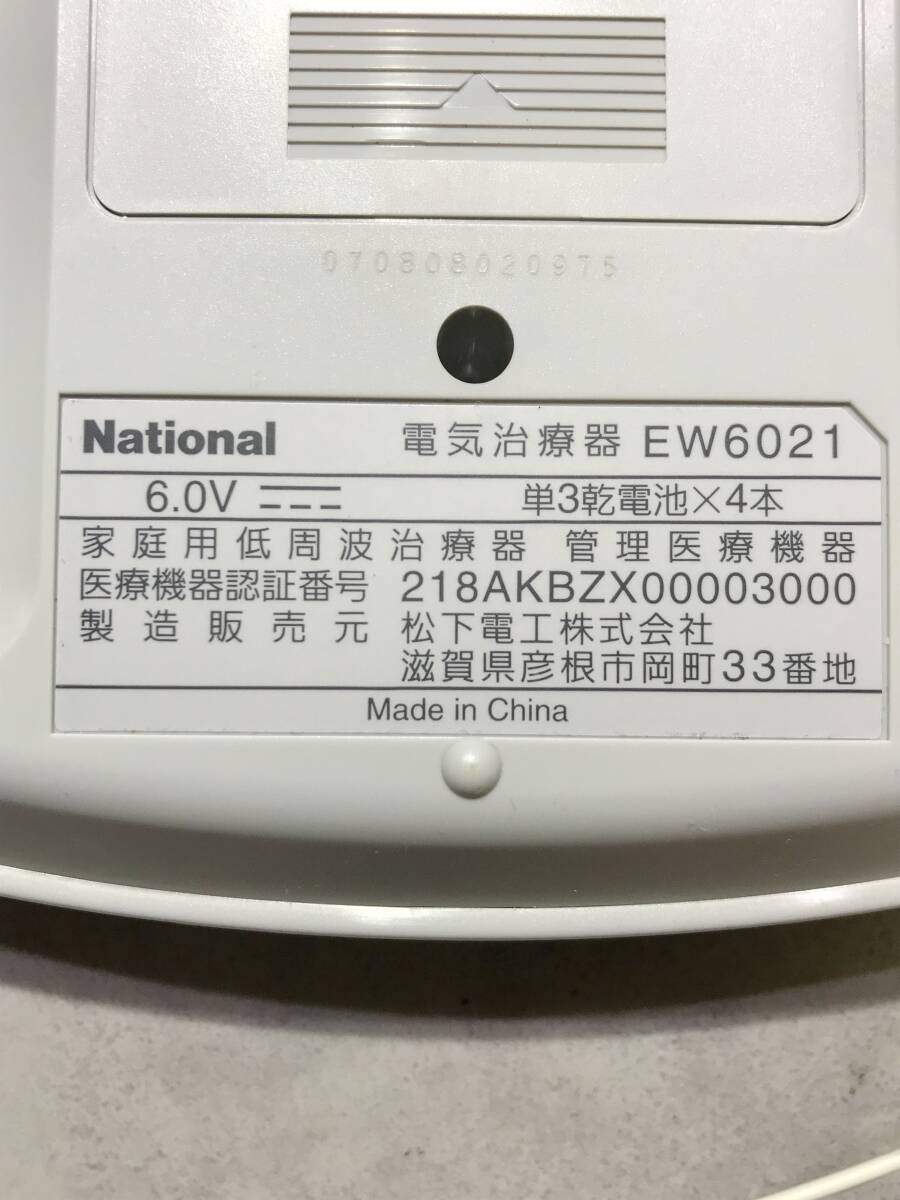 070808020975
National 電気治療器 EW6021
6.0V 単3乾電池×4本
家庭用低周波治療器 管理医療機器
医療機器認証番号 218AKBZX00003000
製造販売元 松下電工株式会社
滋賀県彦根市岡町33番地
Made in China